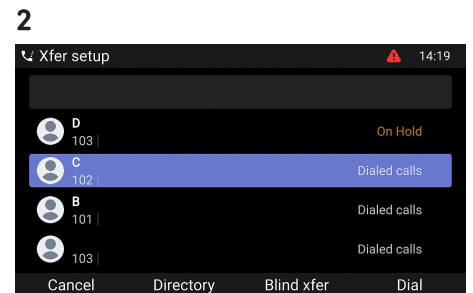 2
Xfer setup 14:19
D
103 On Hold
C
102 Dialed calls
B
101 Dialed calls
103 Dialed calls
Cancel Directory Blind xfer Dial